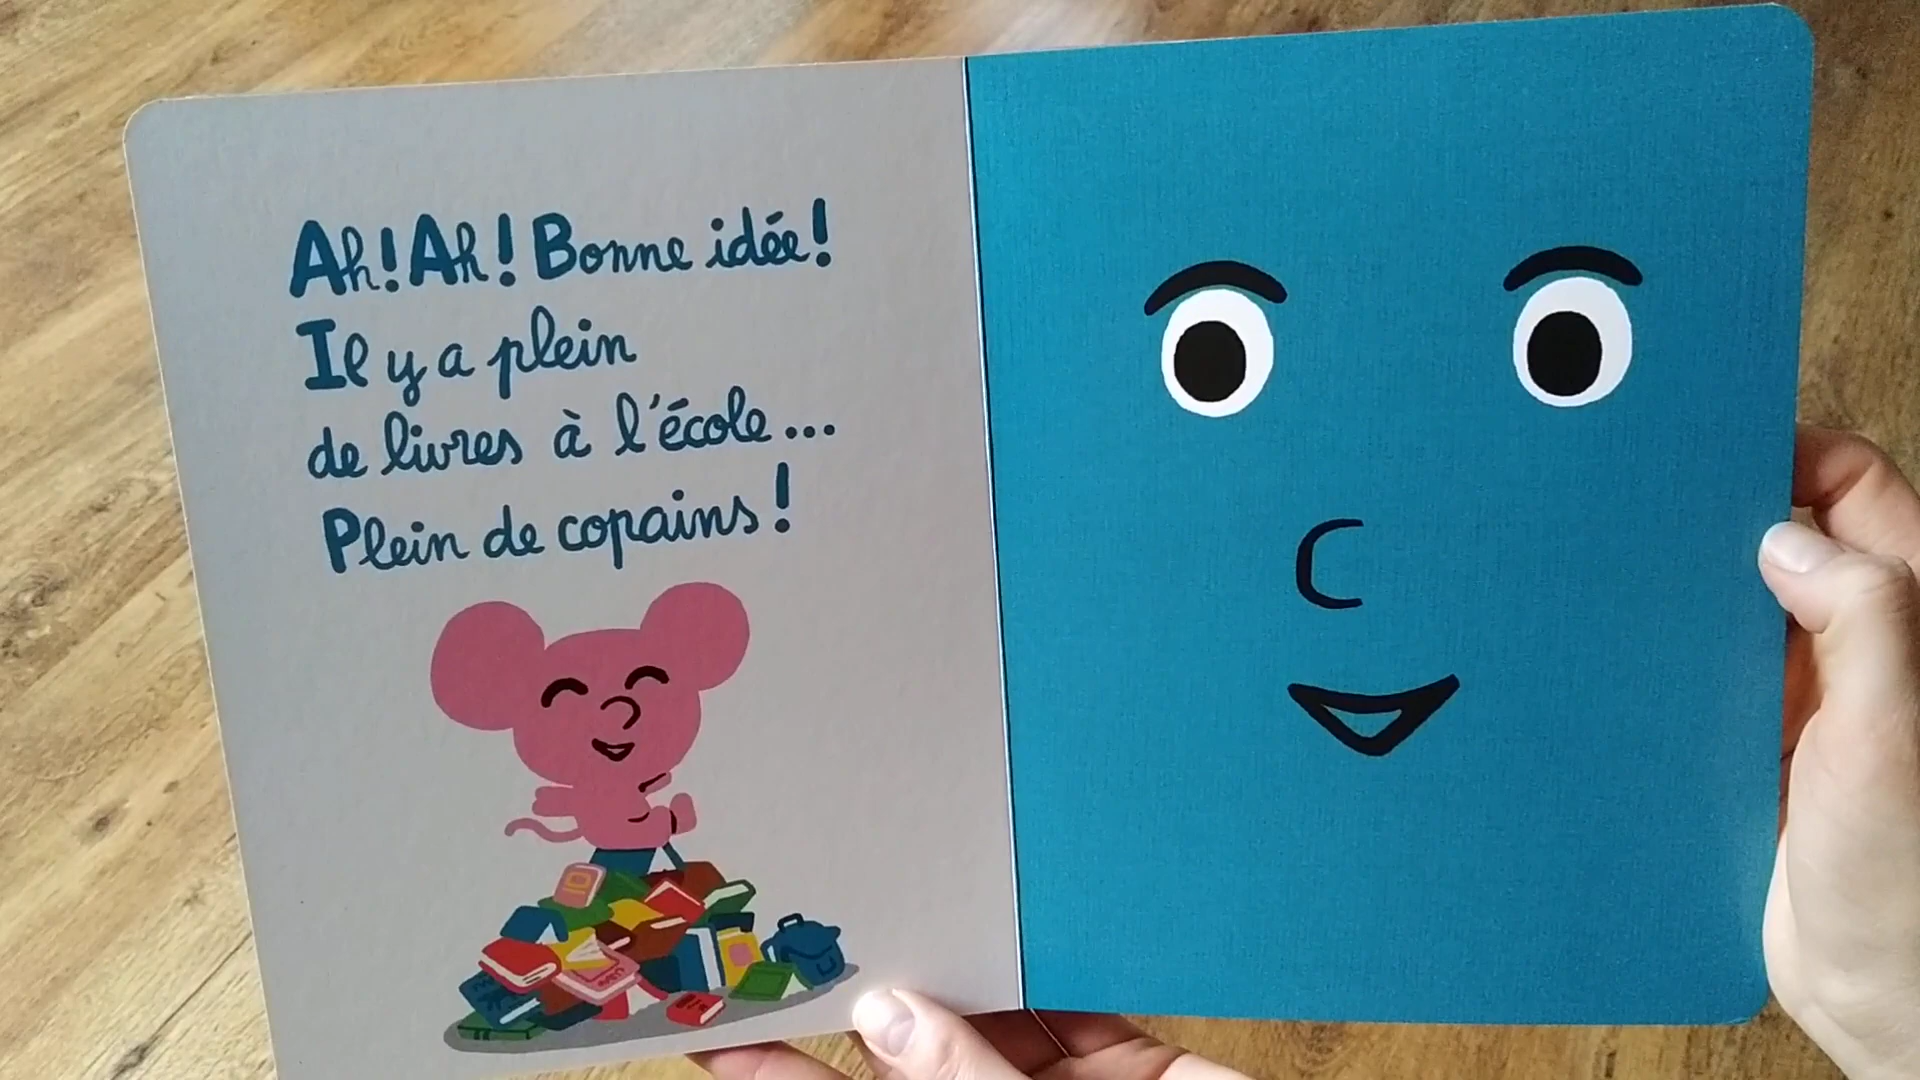 Ah! Ah! Bonne idée!
Il y a plein
de livres à l'école...
Plein de copains!